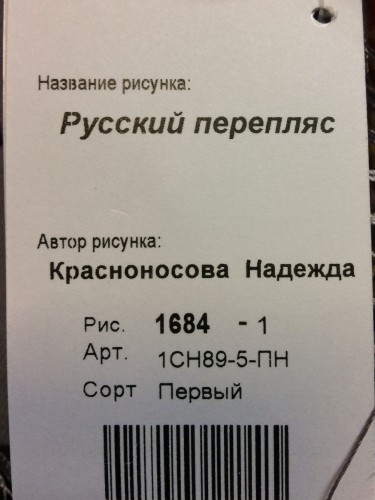 Название рисунка:
Русский перепляс
Автор рисунка:
Красноносова Надежда
Рис. 1684 - 1
Арт. 1СН89-5-ПН
Сорт Первый